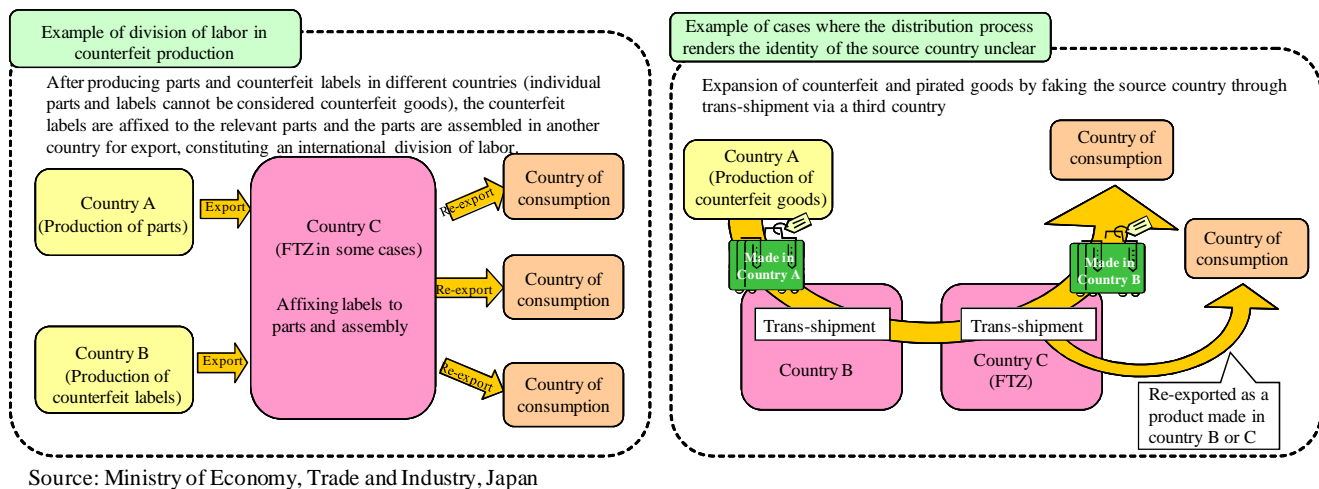 Example of division of labor in
counterfeit production
After producing parts and counterfeit labels in different countries (individual
parts and labels cannot be considered counterfeit goods), the counterfeit
labels are affixed to the relevant parts and the parts are assembled in another
country for export, constituting an international division of labor.
Country A
(Production of parts)
Export
Country B
(Production of
counterfeit labels)
Export
Country C
(FTZ in some cases)
Affixing labels to
parts and assembly
Re-export
Country of
consumption
Re-export
Country of
consumption
Re-export
Country of
consumption
Example of cases where the distribution process
renders the identity of the source country unclear
Expansion of counterfeit and pirated goods by faking the source country through
trans-shipment via a third country
Country A
(Production of
counterfeit goods)
Made in
Country A
Trans-shipment
Country B
Trans-shipment
Country C
(FTZ)
Made in
Country B
Country of
consumption
Country of
consumption
Re-exported as a
product made in
country B or C
Source: Ministry of Economy, Trade and Industry, Japan